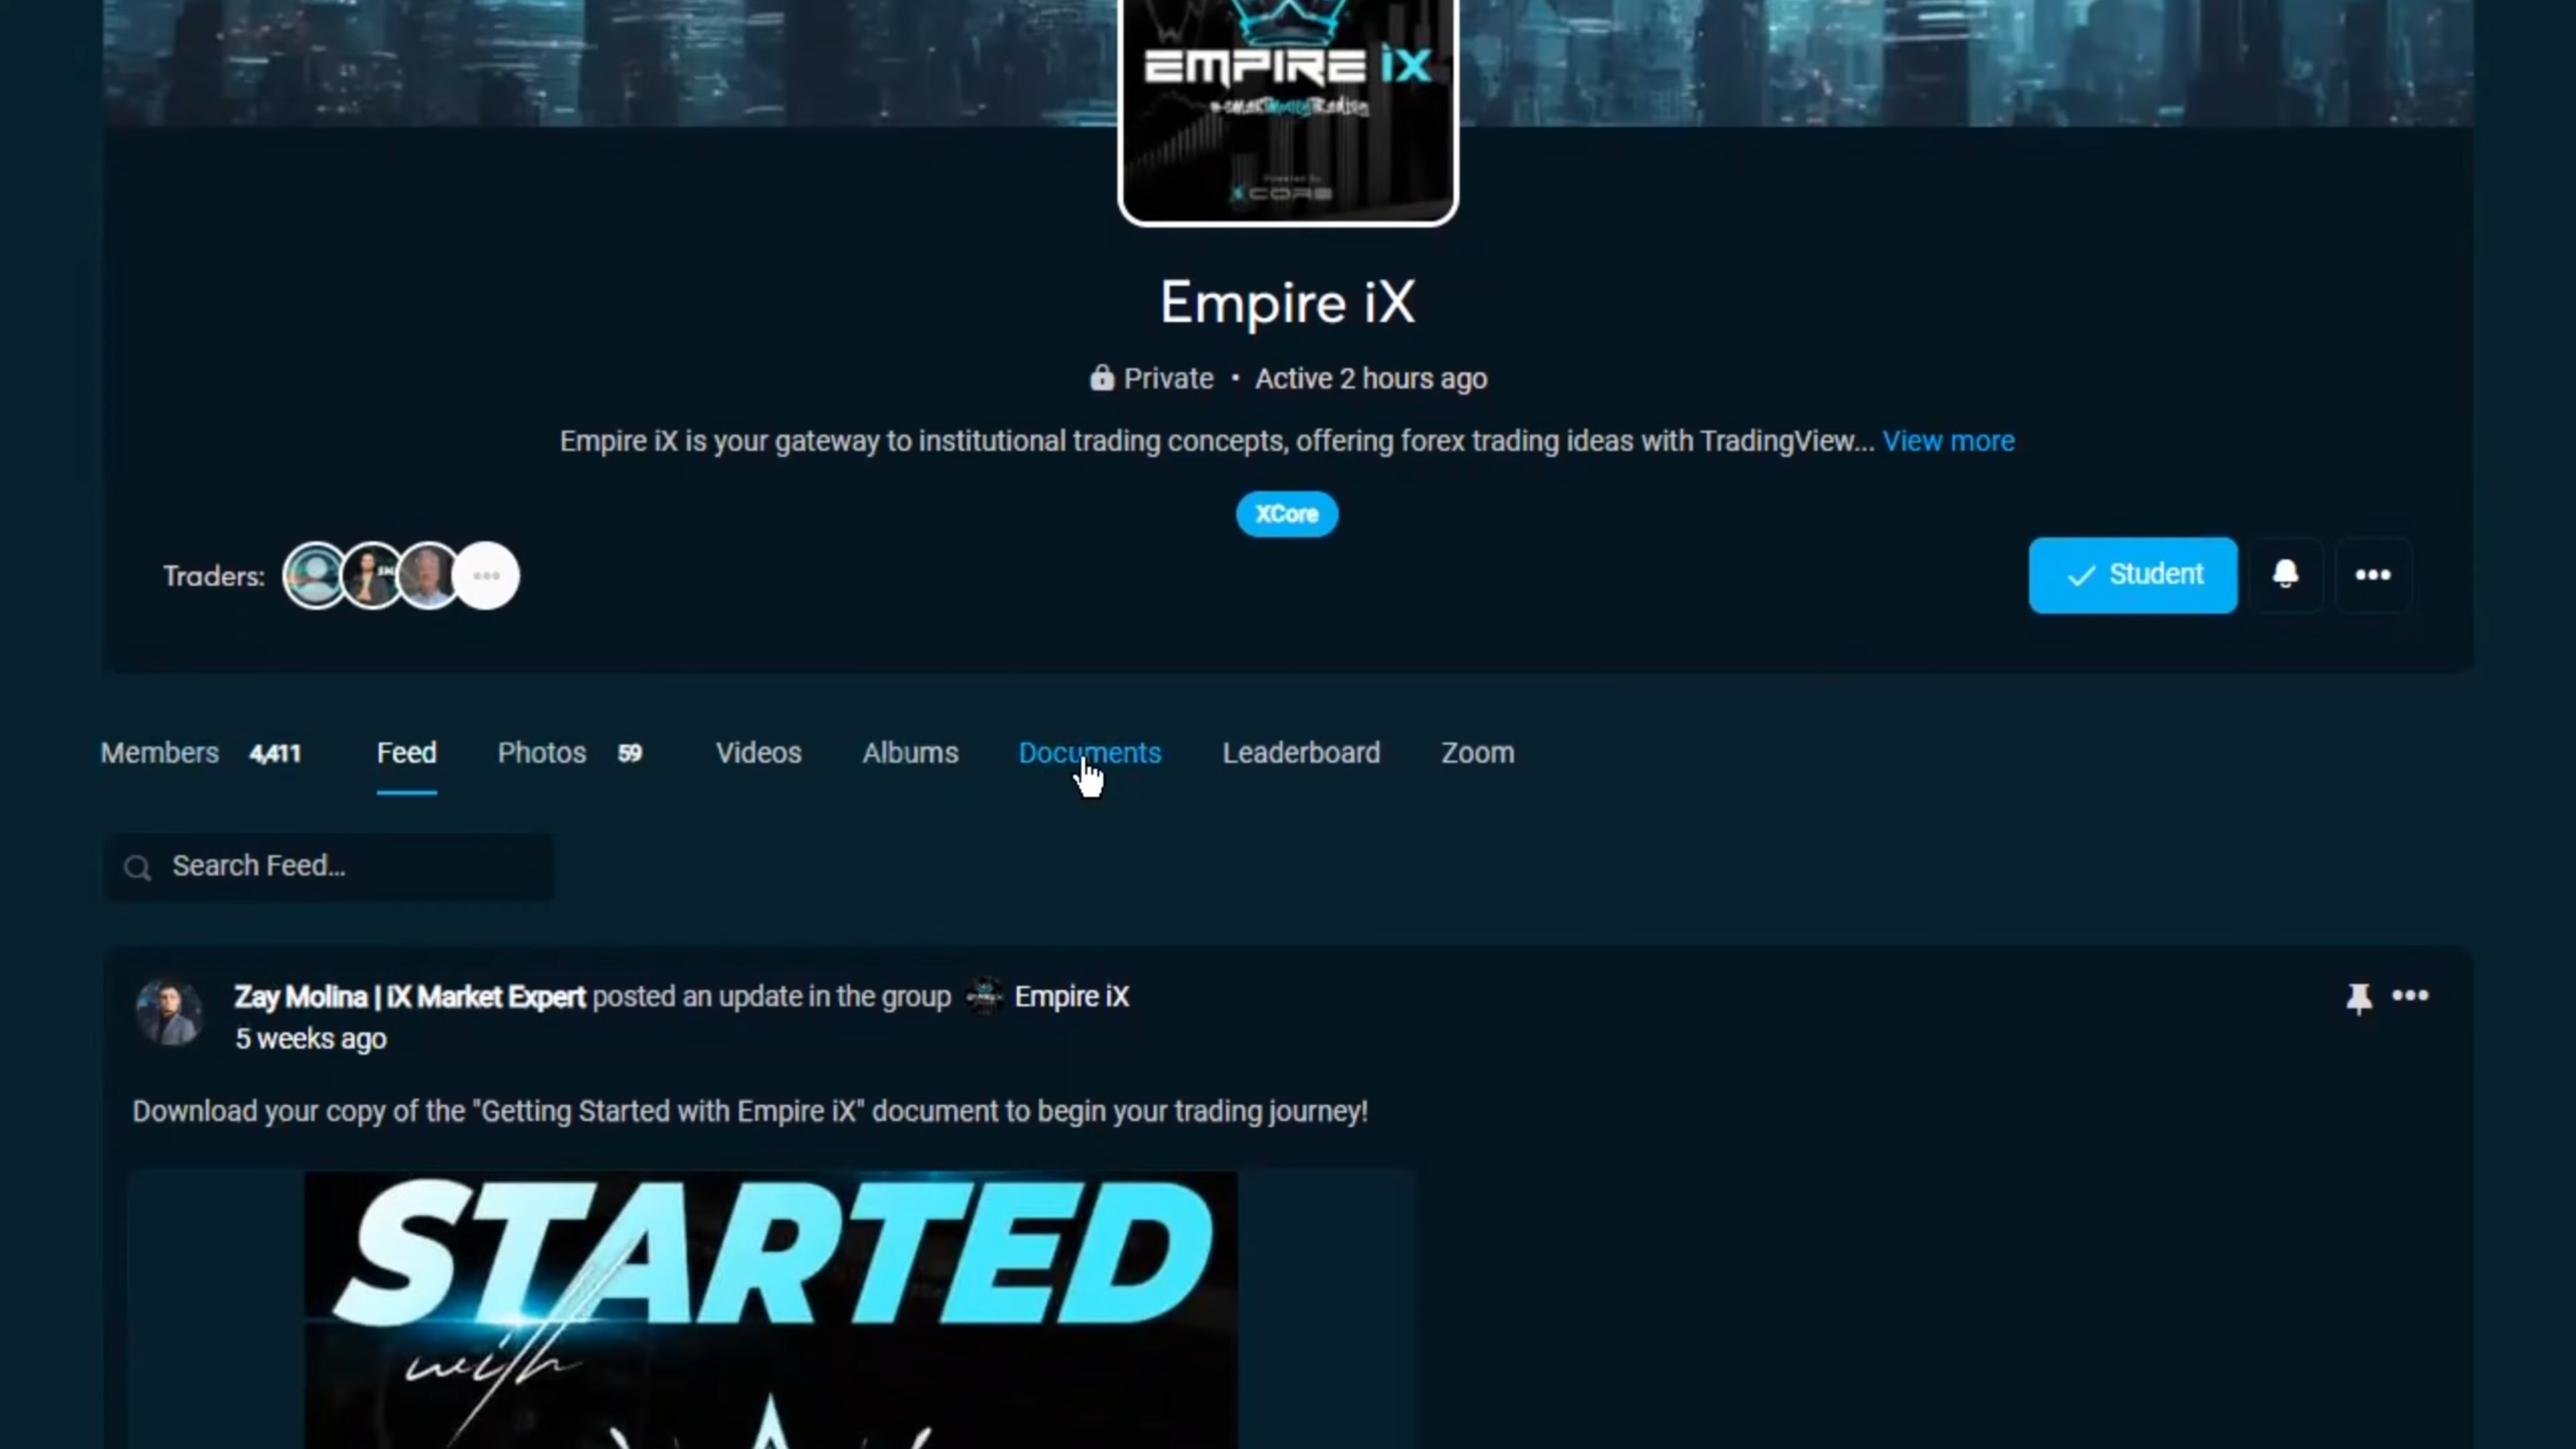 EMPIRE iX
Powered by
XCORE
Empire iX
Private • Active 2 hours ago
Empire iX is your gateway to institutional trading concepts, offering forex trading ideas with TradingView... View more
XCore
Traders:
Student
Members 4,411 Feed Photos 59 Videos Albums Documents Leaderboard Zoom
Search Feed...
Zay Molina | iX Market Expert posted an update in the group Empire iX
5 weeks ago
Download your copy of the "Getting Started with Empire iX" document to begin your trading journey!
STARTED
with